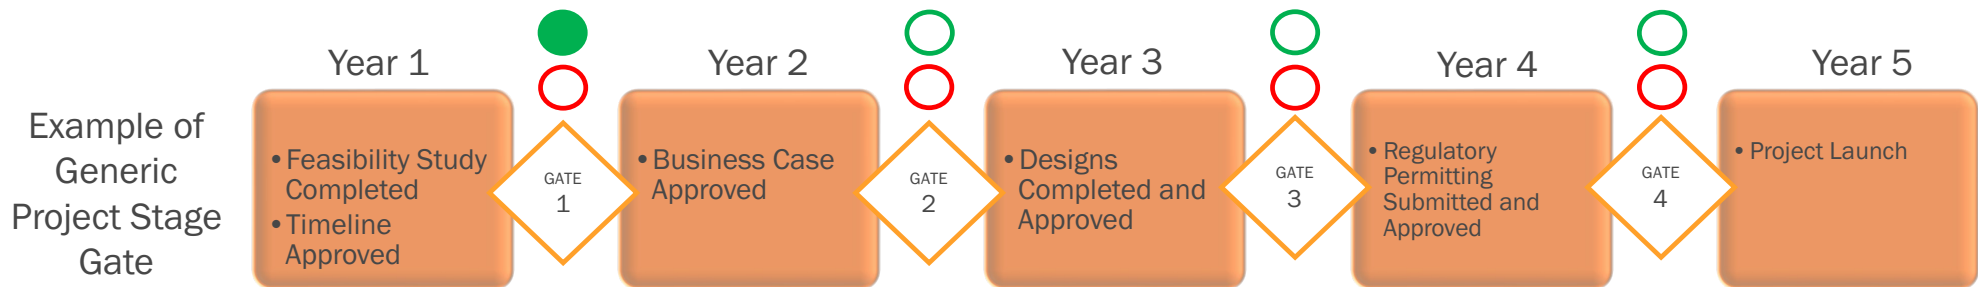 Example of
Generic
Project Stage
Gate
Year 1
• Feasibility Study
Completed
• Timeline
Approved
GATE
1
Year 2
• Business Case
Approved
GATE
2
Year 3
• Designs
Completed and
Approved
GATE
3
Year 4
• Regulatory
Permitting
Submitted and
Approved
GATE
4
Year 5
• Project Launch